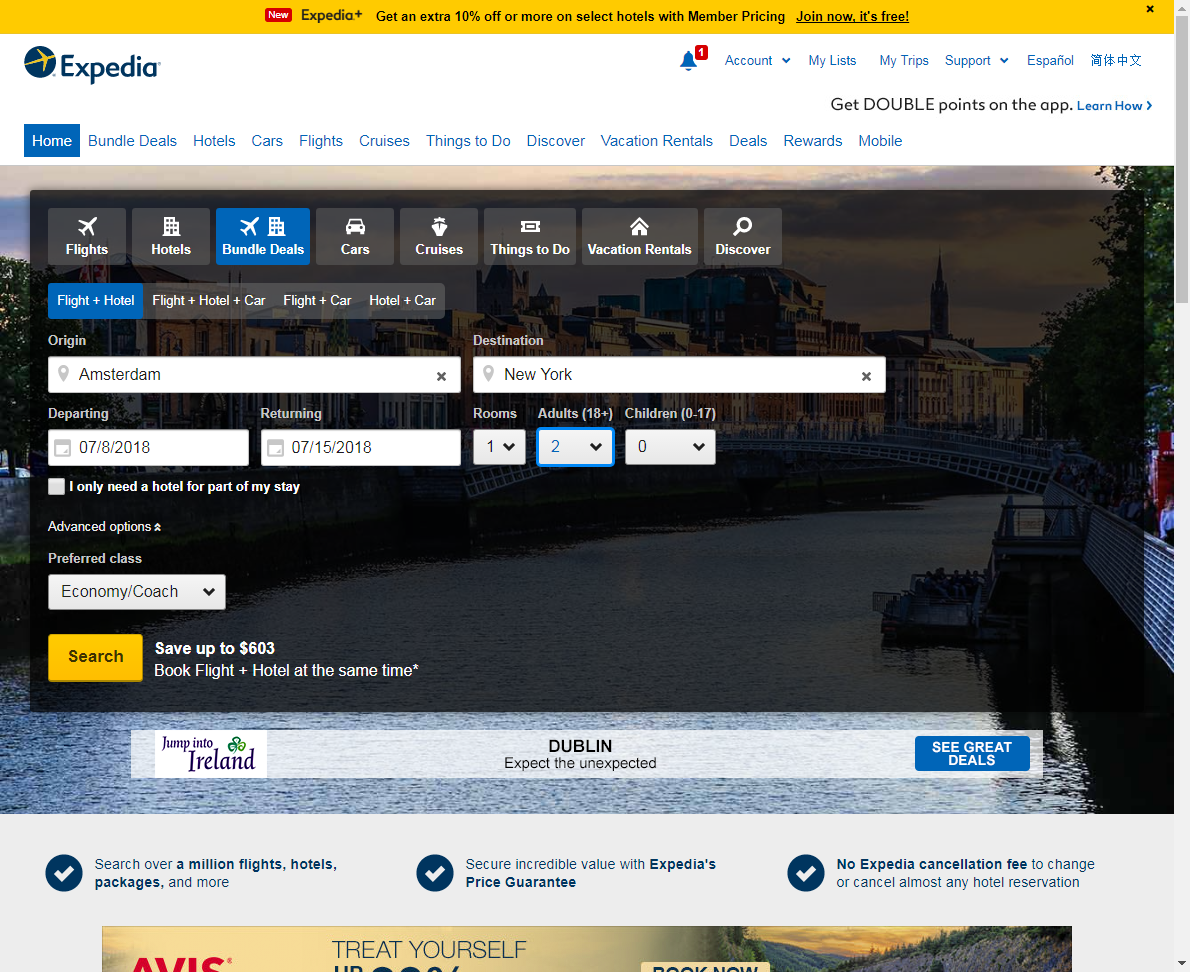 New Expedia+ Get an extra 10% off or more on select hotels with Member Pricing Join now, it's free!
Expedia
1 Account My Lists My Trips Support Español 简体中文
Get DOUBLE points on the app. Learn How
Home Bundle Deals Hotels Cars Flights Cruises Things to Do Discover Vacation Rentals Deals Rewards Mobile
Flights Hotels Bundle Deals Cars Cruises Things to Do Vacation Rentals Discover
Flight + Hotel Flight + Hotel + Car Flight + Car Hotel + Car
Origin Destination
Amsterdam New York
Departing Returning Rooms Adults (18+) Children (0-17)
07/8/2018 07/15/2018 1 2 0
I only need a hotel for part of my stay
Advanced options
Preferred class
Economy/Coach
Search
Save up to $603
Book Flight + Hotel at the same time*
Jump into
Ireland
DUBLIN
Expect the unexpected
SEE GREAT
DEALS
Search over a million flights, hotels,
packages, and more
Secure incredible value with Expedia's
Price Guarantee
No Expedia cancellation fee to change
or cancel almost any hotel reservation
TREAT YOURSELF
AVIS
UP
BOOK NOW